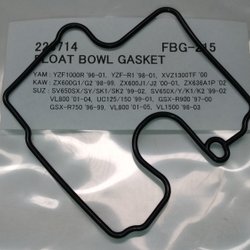 FBG-215
FLOAT BOWL GASKET
YAM : YZF1000R '96-01, YZF-R1 '98-01, XVZ1300TF '00
KAW : ZX600G1/G2 '98-99, ZX600J1/J2 '00-01, ZX636A1P '02
SUZ : SV650SX/SY/SK1/SK2 '99-02, SV650X/Y/K1/K2 '99-02
VL800 '01-04, UC125/150 '99-01, GSX-R900 '97-00
GSX-R750 '96-99, VL800 '01-05, VL1500 '98-03